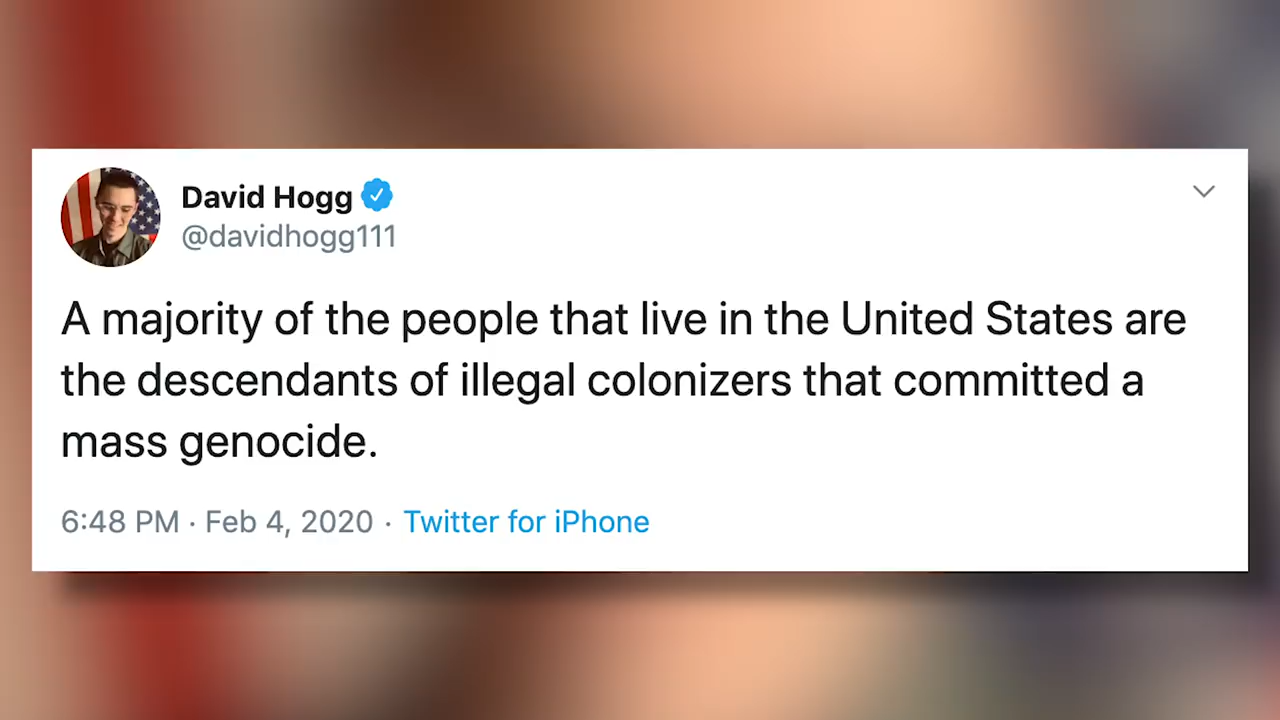 David Hogg
@davidhogg111
A majority of the people that live in the United States are
the descendants of illegal colonizers that committed a
mass genocide.
6:48 PM · Feb 4, 2020 · Twitter for iPhone